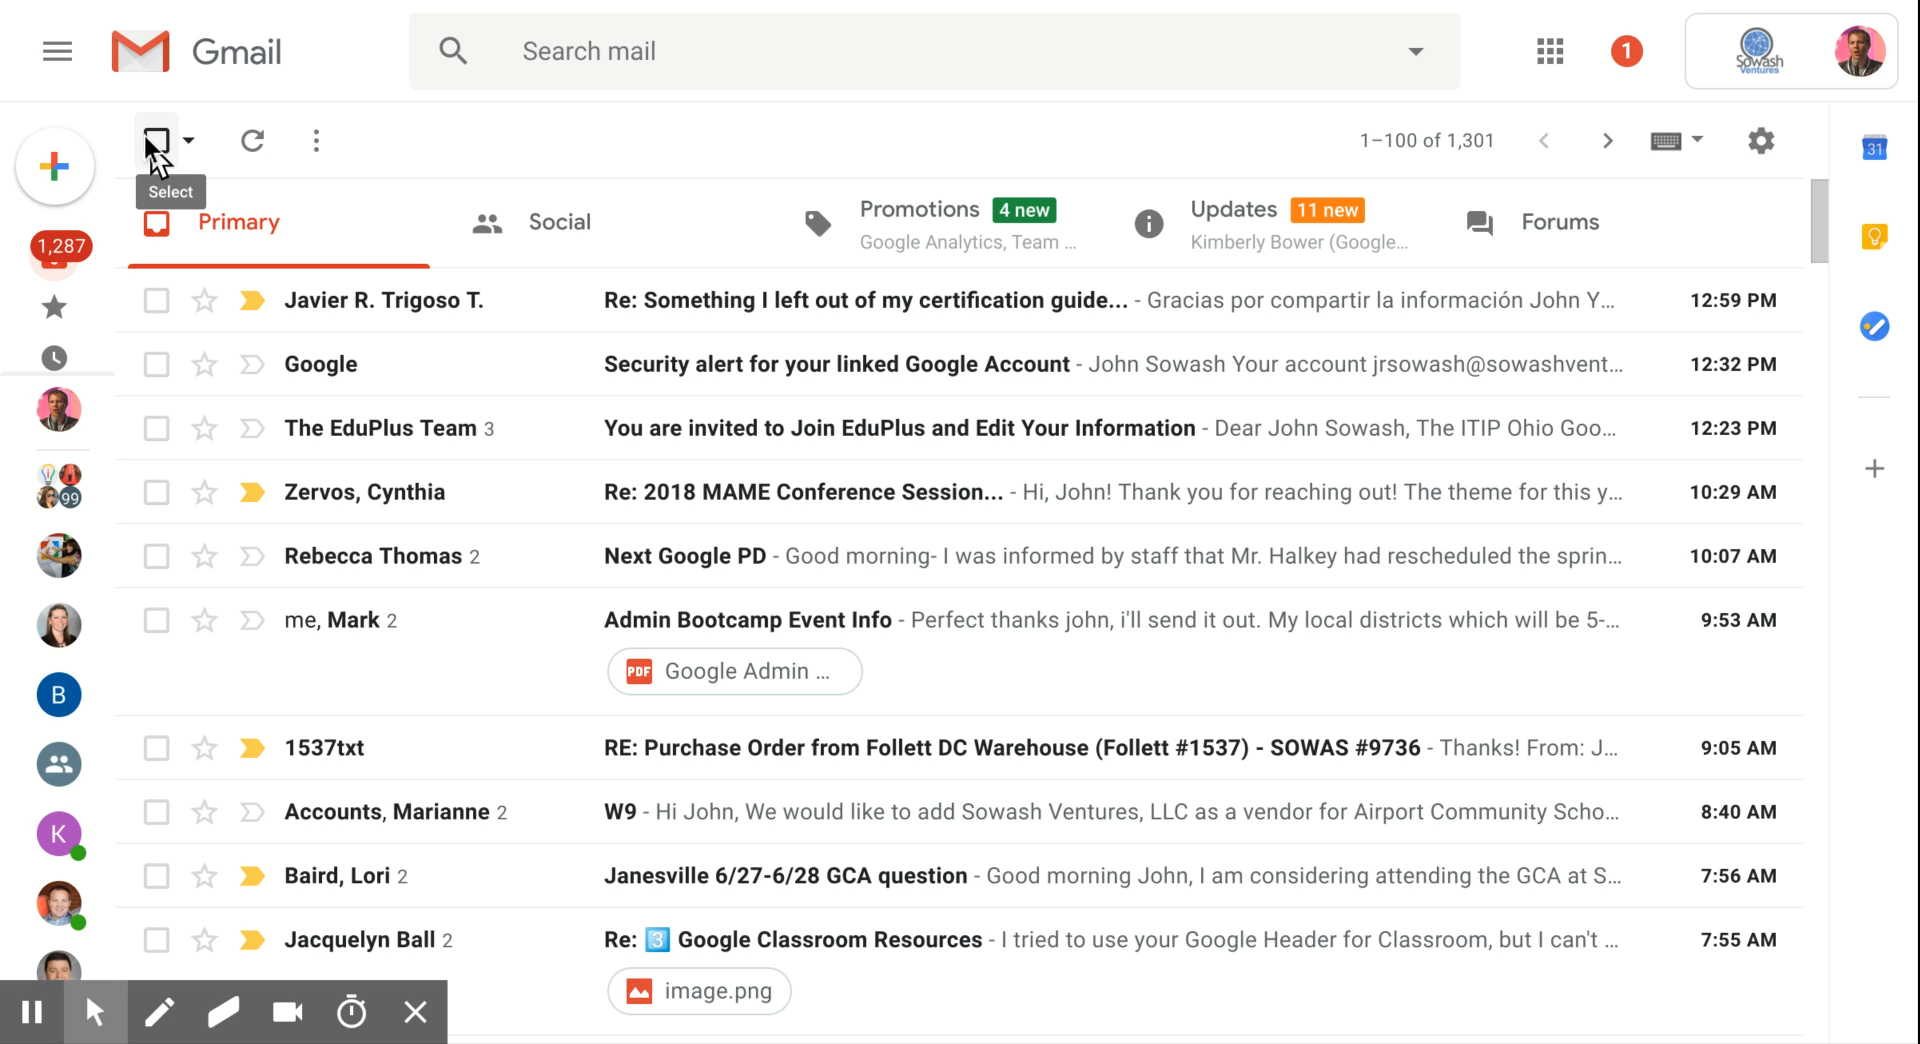 Gmail
Search mail
1
Sowash
Ventures
1–100 of 1,301
31
Select
Primary
Social
Promotions 4 new
Google Analytics, Team ...
Updates 11 new
Kimberly Bower (Google...
Forums
1,287
Javier R. Trigoso T. Re: Something I left out of my certification guide... - Gracias por compartir la información John Y... 12:59 PM
Google Security alert for your linked Google Account - John Sowash Your account jrsowash@sowashvent... 12:32 PM
The EduPlus Team 3 You are invited to Join EduPlus and Edit Your Information - Dear John Sowash, The ITIP Ohio Goo... 12:23 PM
99
Zervos, Cynthia Re: 2018 MAME Conference Session... - Hi, John! Thank you for reaching out! The theme for this y... 10:29 AM
Rebecca Thomas 2 Next Google PD - Good morning- I was informed by staff that Mr. Halkey had rescheduled the sprin... 10:07 AM
me, Mark 2 Admin Bootcamp Event Info - Perfect thanks john, i'll send it out. My local districts which will be 5-... 9:53 AM
PDF Google Admin ...
B
1537txt RE: Purchase Order from Follett DC Warehouse (Follett #1537) - SOWAS #9736 - Thanks! From: J... 9:05 AM
Accounts, Marianne 2 W9 - Hi John, We would like to add Sowash Ventures, LLC as a vendor for Airport Community Scho... 8:40 AM
K
Baird, Lori 2 Janesville 6/27-6/28 GCA question - Good morning John, I am considering attending the GCA at S... 7:56 AM
Jacquelyn Ball 2 Re: 3️⃣ Google Classroom Resources - I tried to use your Google Header for Classroom, but I can't ... 7:55 AM
image.png